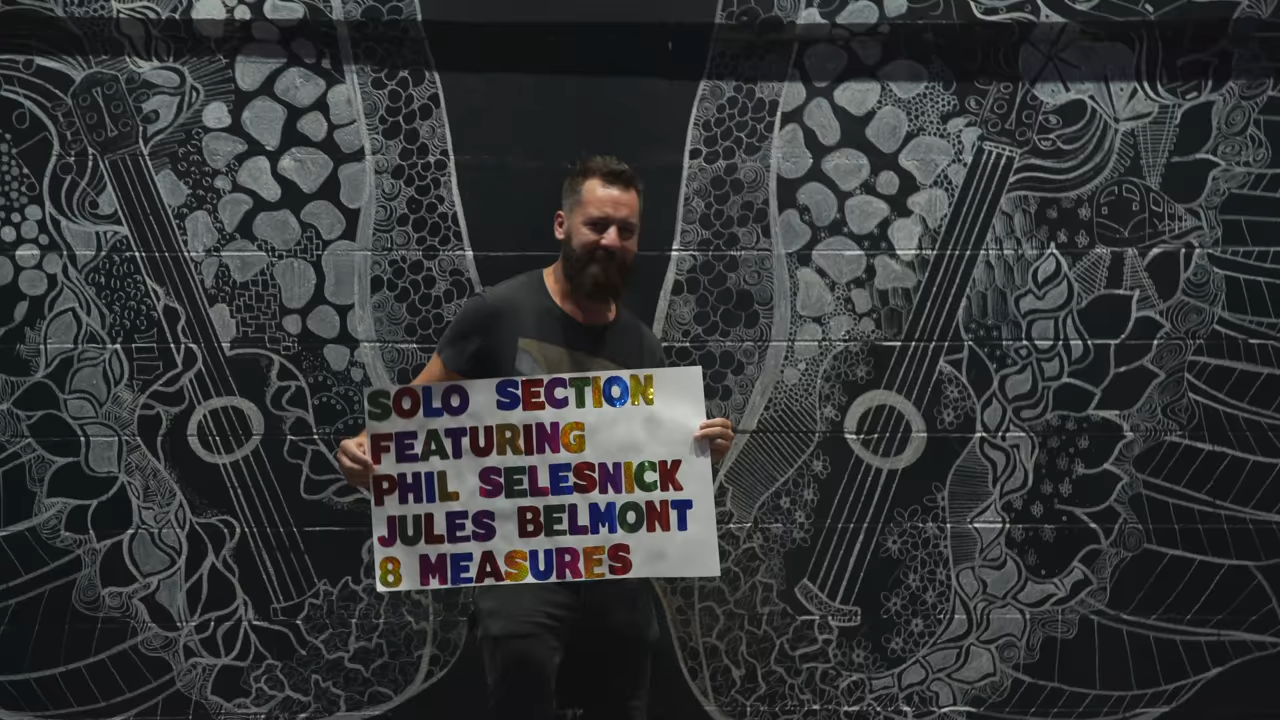 SOLO SECTION
FEATURING
PHIL SELESNICK
JULES BELMONT
8 MEASURES